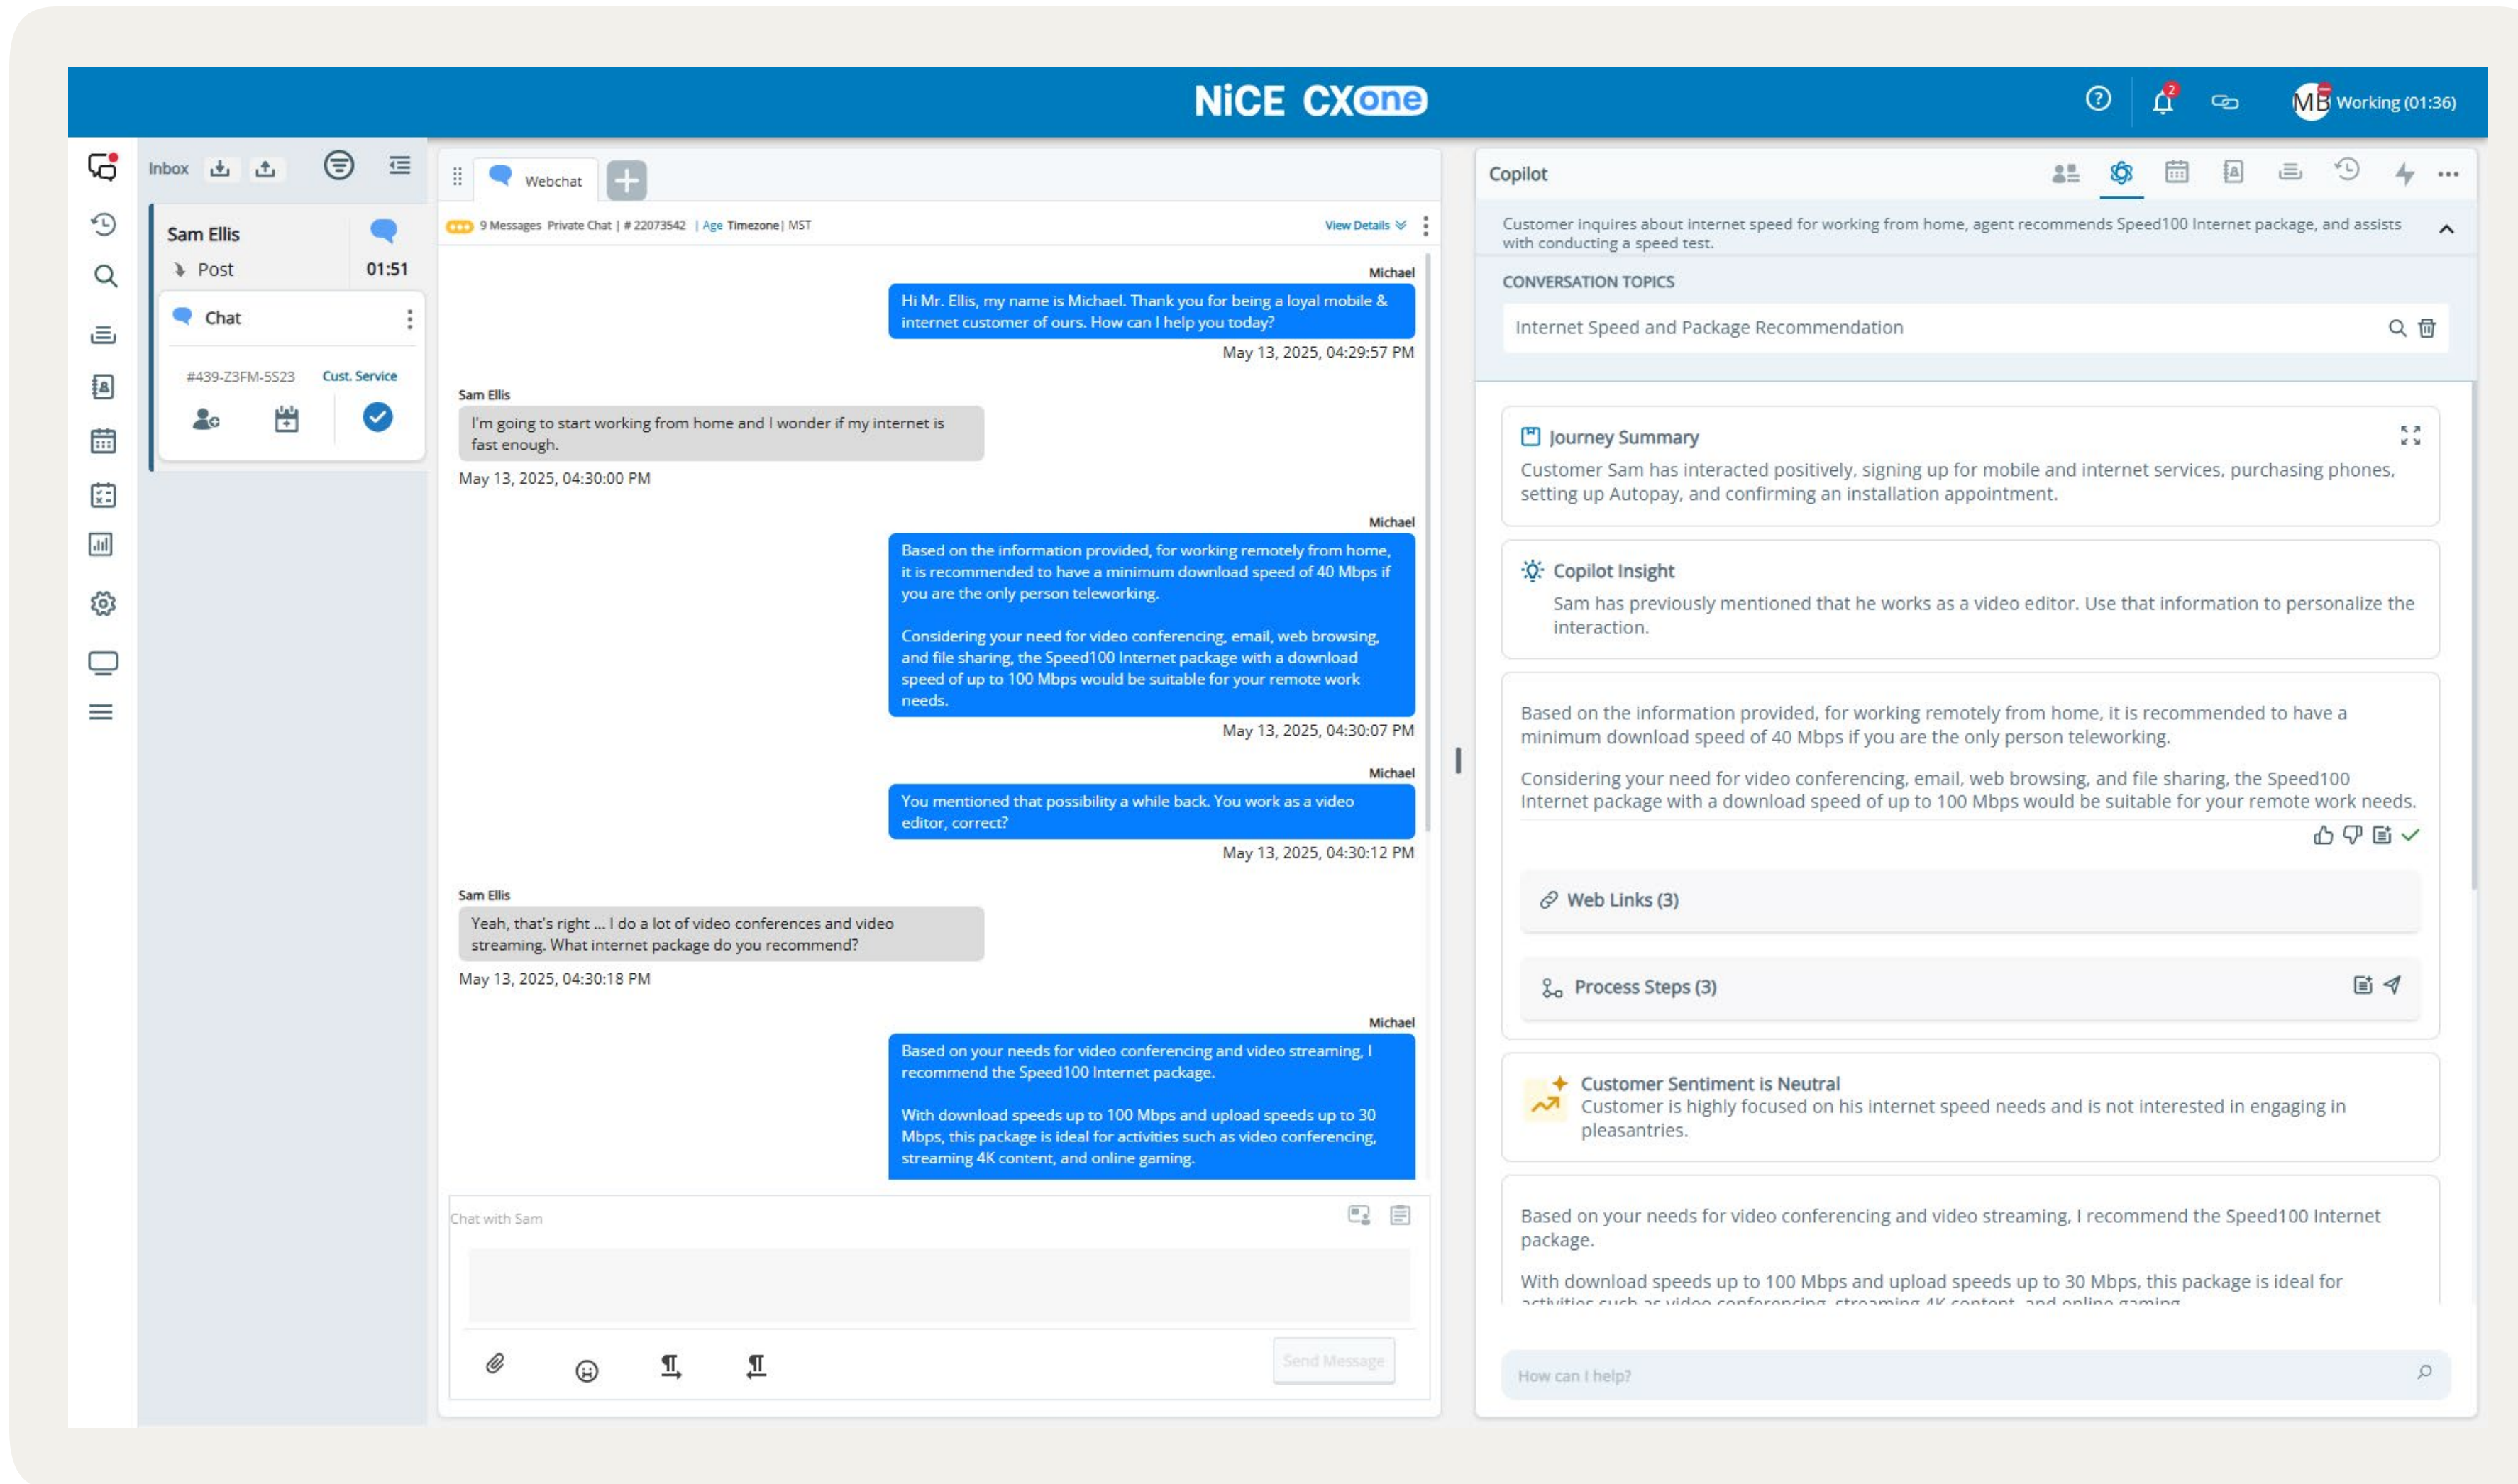 NiCE CXone
2
MB Working (01:36)
Inbox
Sam Ellis
Post
01:51
Chat
#439-Z3FM-5S23 Cust. Service
Webchat
9 Messages Private Chat | # 22073542 | Age Timezone| MST
View Details
Michael
Hi Mr. Ellis, my name is Michael. Thank you for being a loyal mobile &
internet customer of ours. How can I help you today?
May 13, 2025, 04:29:57 PM
Sam Ellis
I'm going to start working from home and I wonder if my internet is
fast enough.
May 13, 2025, 04:30:00 PM
Michael
Based on the information provided, for working remotely from home,
it is recommended to have a minimum download speed of 40 Mbps if
you are the only person teleworking.
Considering your need for video conferencing, email, web browsing,
and file sharing, the Speed100 Internet package with a download
speed of up to 100 Mbps would be suitable for your remote work
needs.
May 13, 2025, 04:30:07 PM
Michael
You mentioned that possibility a while back. You work as a video
editor, correct?
May 13, 2025, 04:30:12 PM
Sam Ellis
Yeah, that's right ... I do a lot of video conferences and video
streaming. What internet package do you recommend?
May 13, 2025, 04:30:18 PM
Michael
Based on your needs for video conferencing and video streaming, I
recommend the Speed100 Internet package.
With download speeds up to 100 Mbps and upload speeds up to 30
Mbps, this package is ideal for activities such as video conferencing,
streaming 4K content, and online gaming.
Chat with Sam
Send Message
Copilot
Customer inquires about internet speed for working from home, agent recommends Speed100 Internet package, and assists
with conducting a speed test.
CONVERSATION TOPICS
Internet Speed and Package Recommendation
Journey Summary
Customer Sam has interacted positively, signing up for mobile and internet services, purchasing phones,
setting up Autopay, and confirming an installation appointment.
Copilot Insight
Sam has previously mentioned that he works as a video editor. Use that information to personalize the
interaction.
Based on the information provided, for working remotely from home, it is recommended to have a
minimum download speed of 40 Mbps if you are the only person teleworking.
Considering your need for video conferencing, email, web browsing, and file sharing, the Speed100
Internet package with a download speed of up to 100 Mbps would be suitable for your remote work needs.
Web Links (3)
Process Steps (3)
Customer Sentiment is Neutral
Customer is highly focused on his internet speed needs and is not interested in engaging in
pleasantries.
Based on your needs for video conferencing and video streaming, I recommend the Speed100 Internet
package.
With download speeds up to 100 Mbps and upload speeds up to 30 Mbps, this package is ideal for
activities such as video conferencing, streaming 4K content, and online gaming.
How can I help?